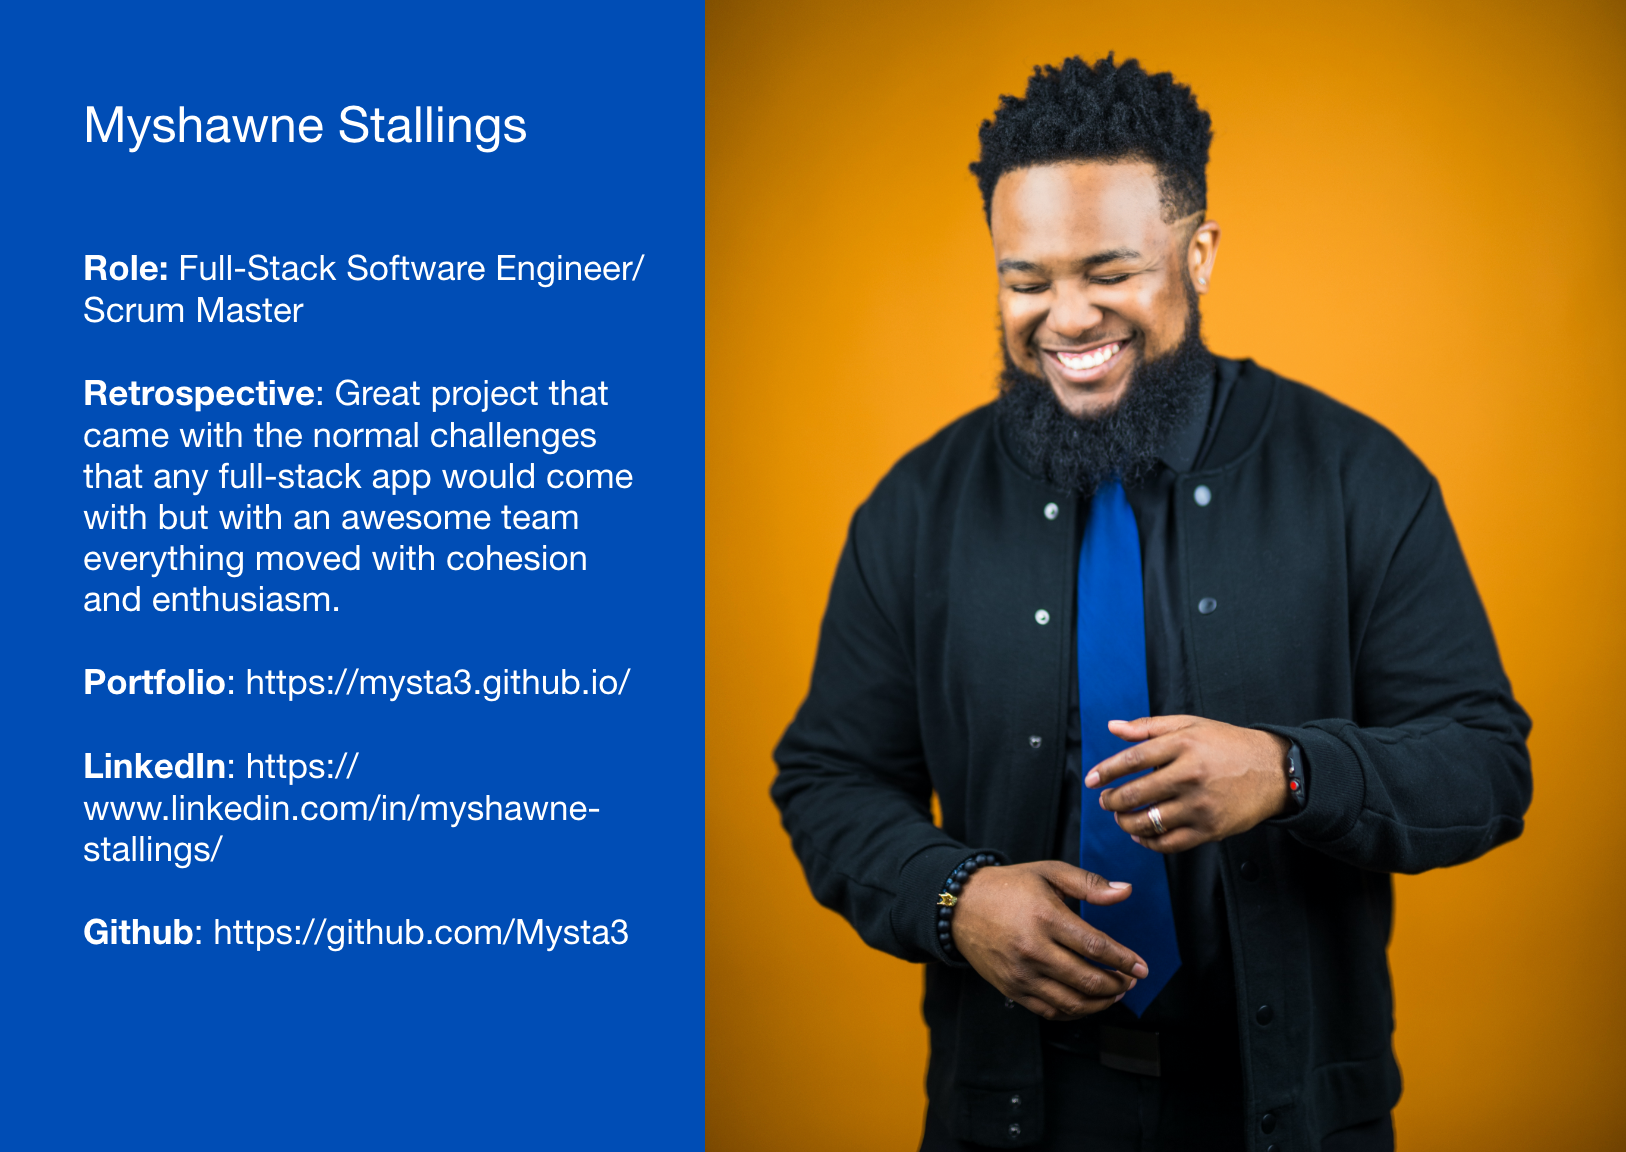 Myshawne Stallings
Role: Full-Stack Software Engineer/
Scrum Master
Retrospective: Great project that
came with the normal challenges
that any full-stack app would come
with but with an awesome team
everything moved with cohesion
and enthusiasm.
Portfolio: https://mysta3.github.io/
LinkedIn: https://
www.linkedin.com/in/myshawne-
stallings/
Github: https://github.com/Mysta3